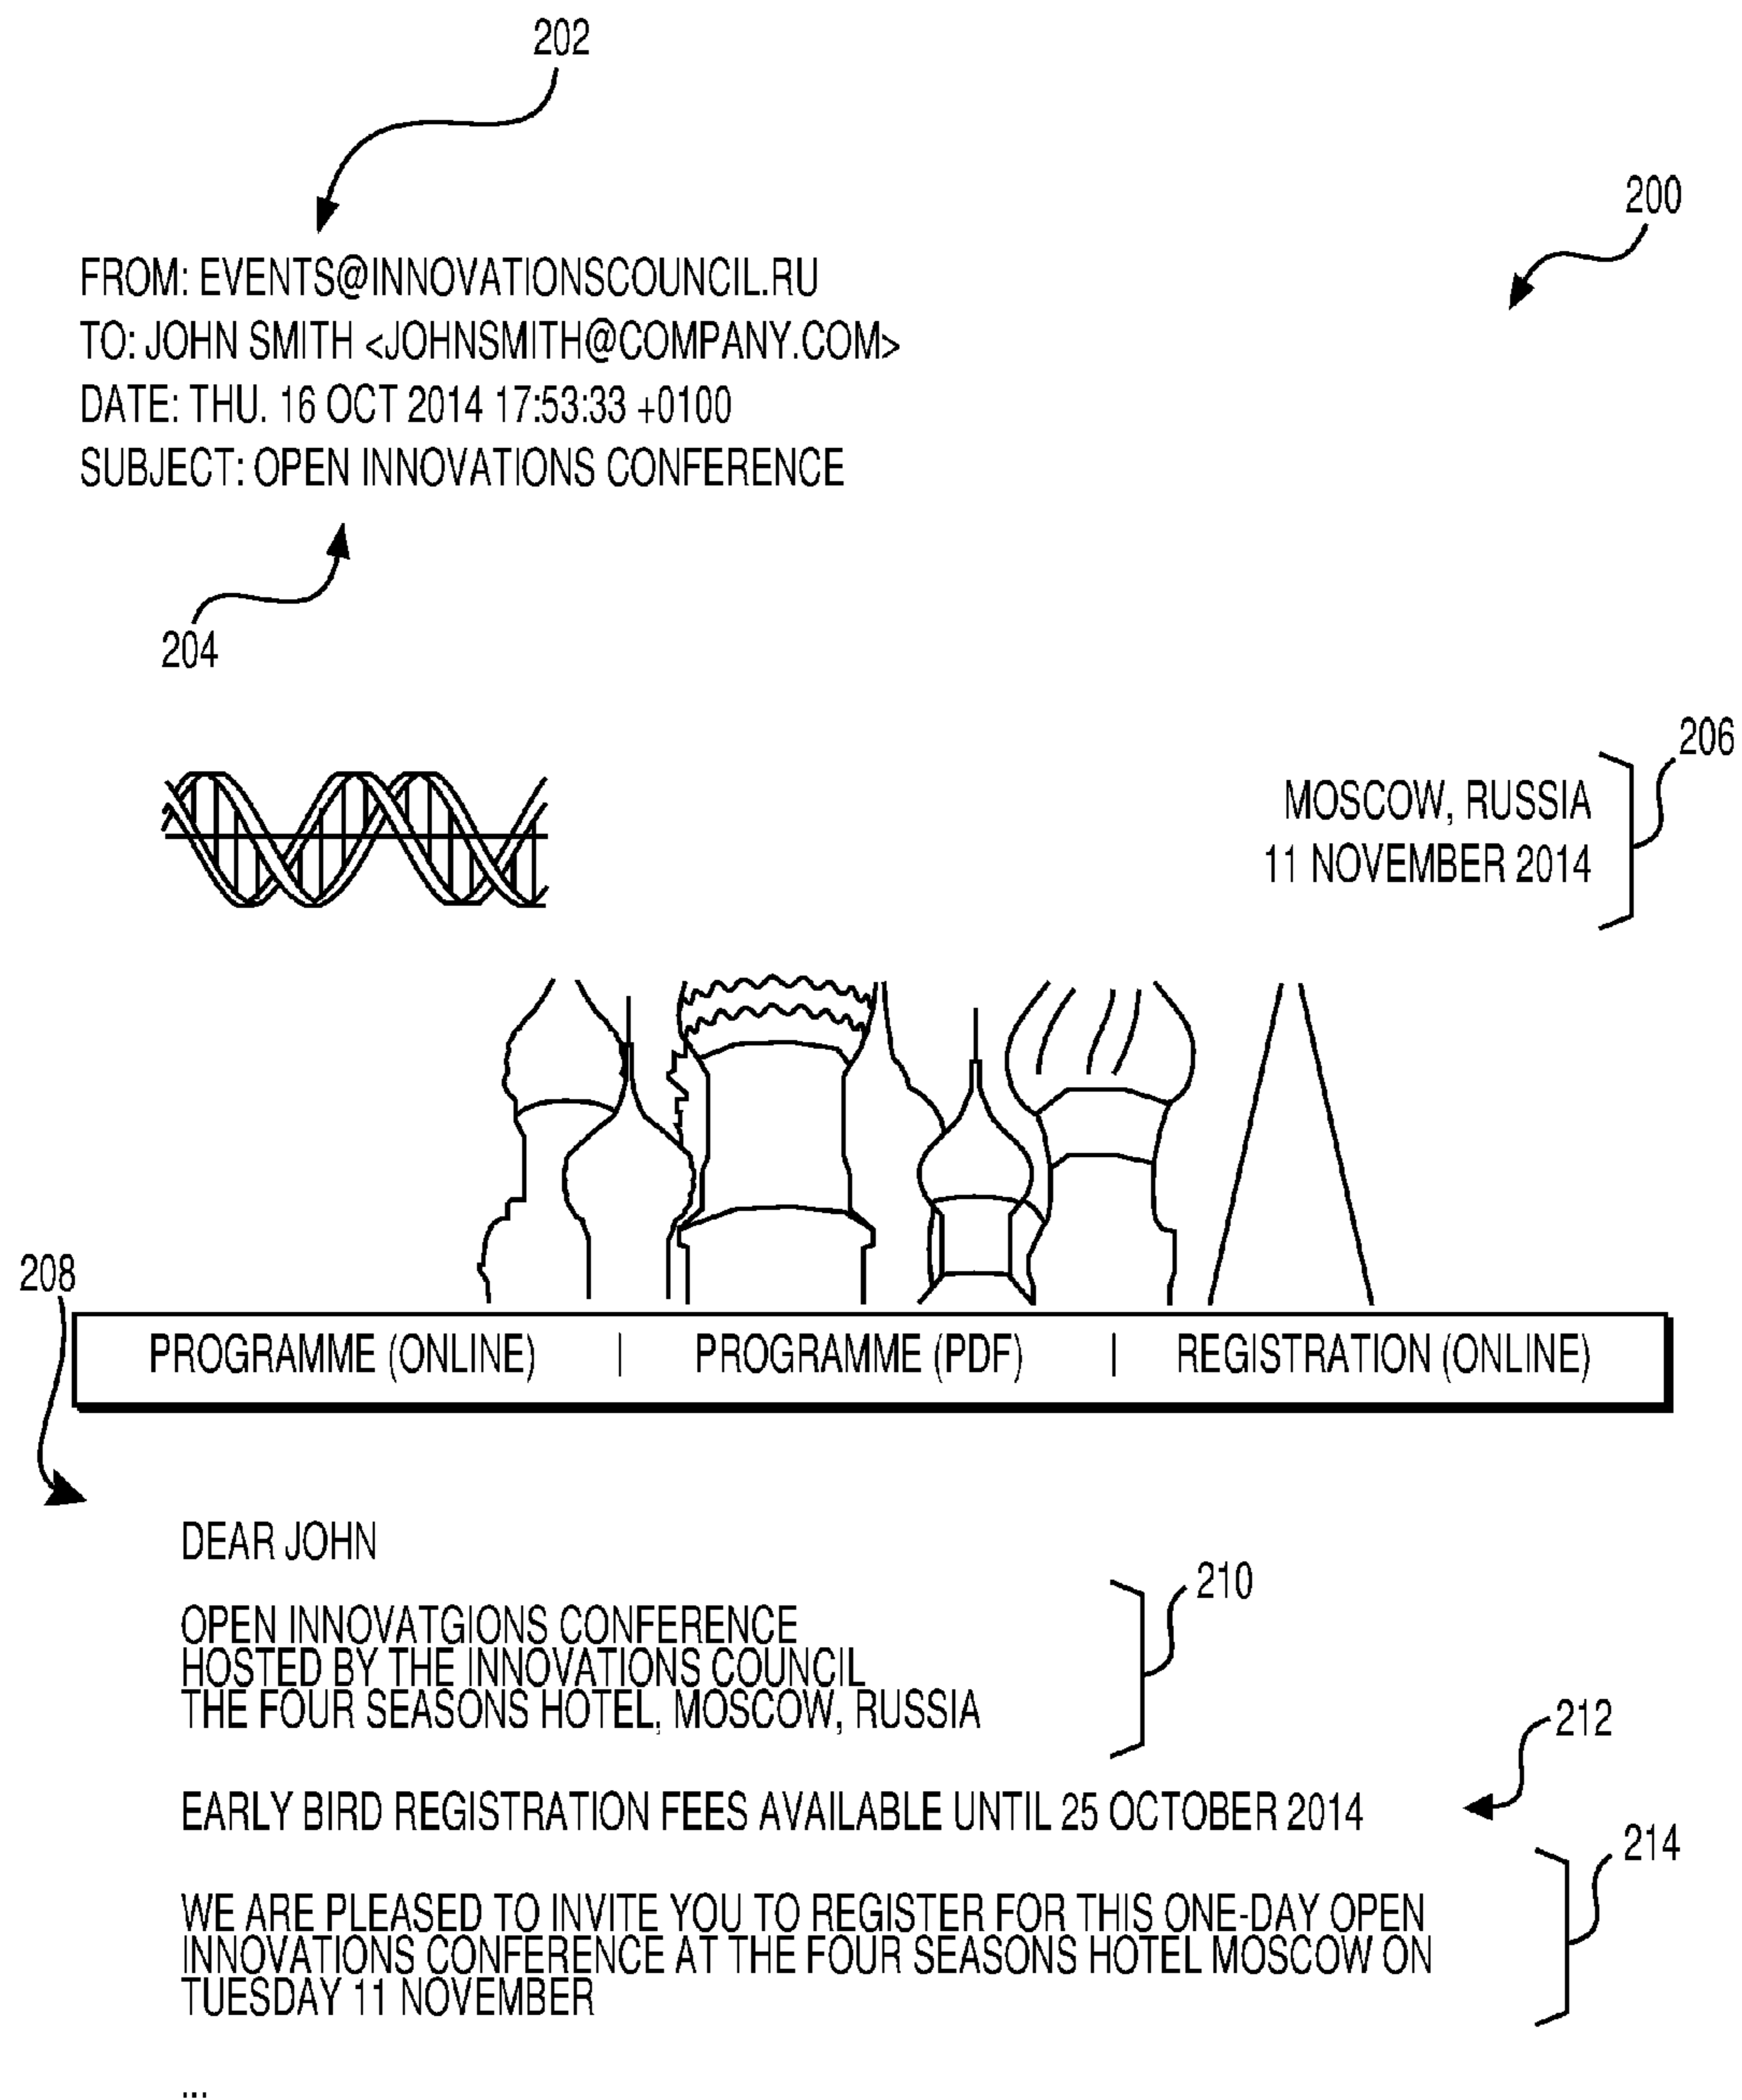 202
200
FROM: EVENTS@INNOVATIONSCOUNCIL.RU
TO: JOHN SMITH <JOHNSMITH@COMPANY.COM>
DATE: THU. 16 OCT 2014 17:53:33 +0100
SUBJECT: OPEN INNOVATIONS CONFERENCE
204
206
MOSCOW, RUSSIA
11 NOVEMBER 2014
208
PROGRAMME (ONLINE) | PROGRAMME (PDF) | REGISTRATION (ONLINE)
DEAR JOHN
210
OPEN INNOVATGIONS CONFERENCE
HOSTED BY THE INNOVATIONS COUNCIL
THE FOUR SEASONS HOTEL, MOSCOW, RUSSIA
212
EARLY BIRD REGISTRATION FEES AVAILABLE UNTIL 25 OCTOBER 2014
214
WE ARE PLEASED TO INVITE YOU TO REGISTER FOR THIS ONE-DAY OPEN
INNOVATIONS CONFERENCE AT THE FOUR SEASONS HOTEL MOSCOW ON
TUESDAY 11 NOVEMBER
...